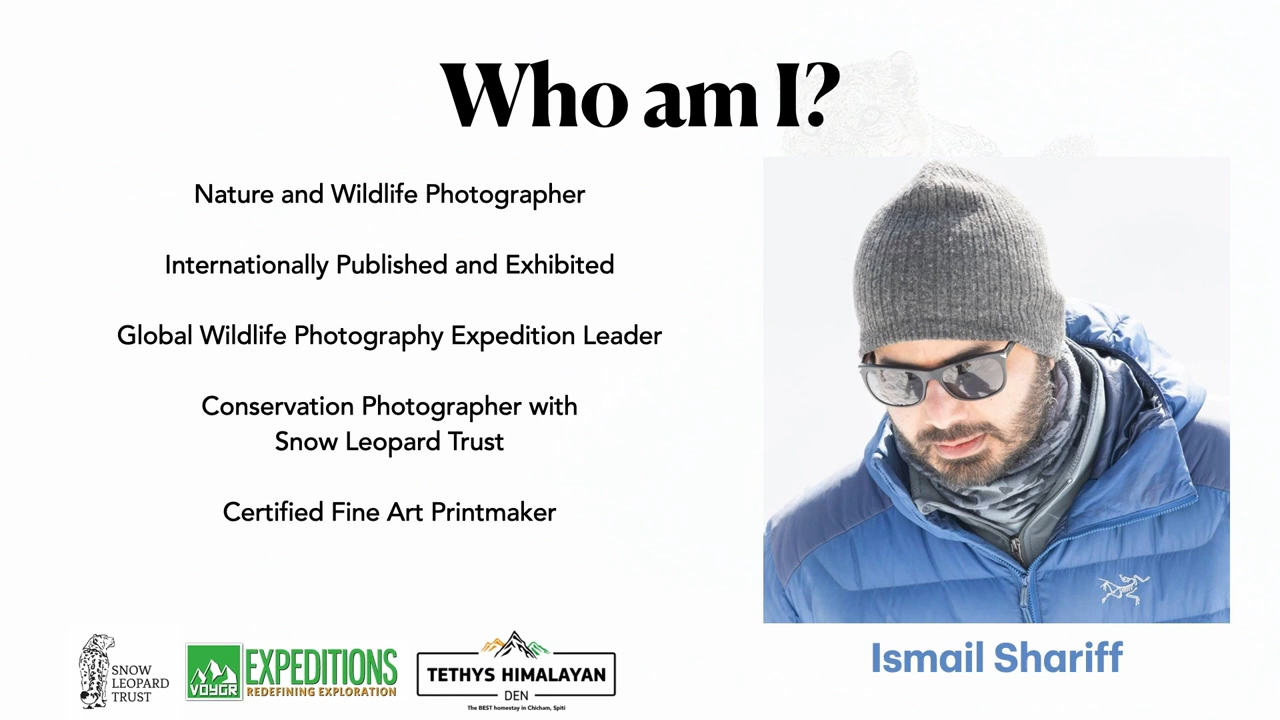 Who am I?
Nature and Wildlife Photographer
Internationally Published and Exhibited
Global Wildlife Photography Expedition Leader
Conservation Photographer with
Snow Leopard Trust
Certified Fine Art Printmaker
Ismail Shariff
SNOW
LEOPARD
TRUST
VOYGR
EXPEDITIONS
REDEFINING EXPLORATION
TETHYS HIMALAYAN
DEN
The BEST homestay in Chicham, Spiti